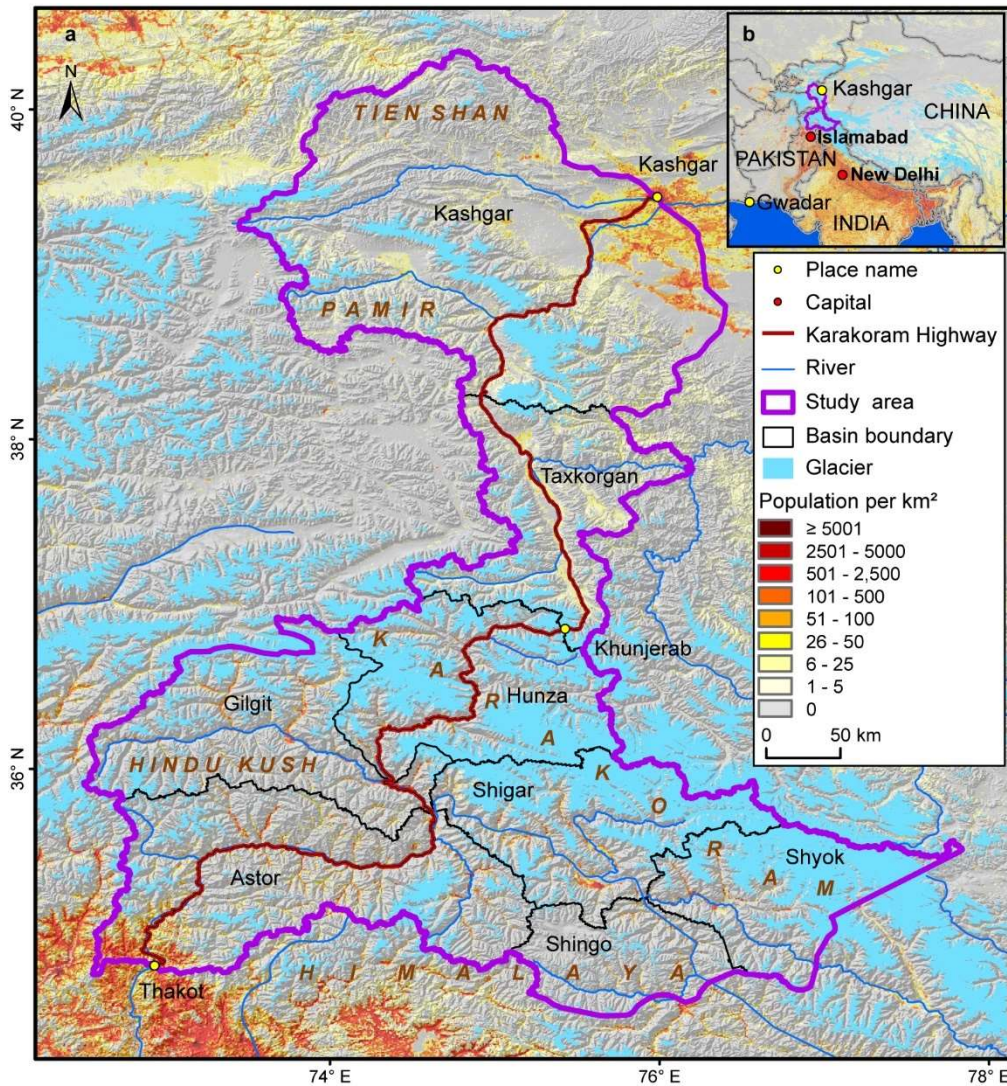 a
N
40° N
38° N
36° N
74° E
76° E
78° E
TIEN SHAN
Kashgar
Kashgar
PAMIR
Taxkorgan
Khunjerab
Hunza
Gilgit
HINDU KUSH
KARAKORAM
Shigar
Shyok
Astor
Shingo
HIMALAYA
Thakot
b
Kashgar
CHINA
Islamabad
PAKISTAN
New Delhi
Gwadar
INDIA
Place name
Capital
Karakoram Highway
River
Study area
Basin boundary
Glacier
Population per km²
≥ 5001
2501 - 5000
501 - 2,500
101 - 500
51 - 100
26 - 50
6 - 25
1 - 5
0
0 50 km